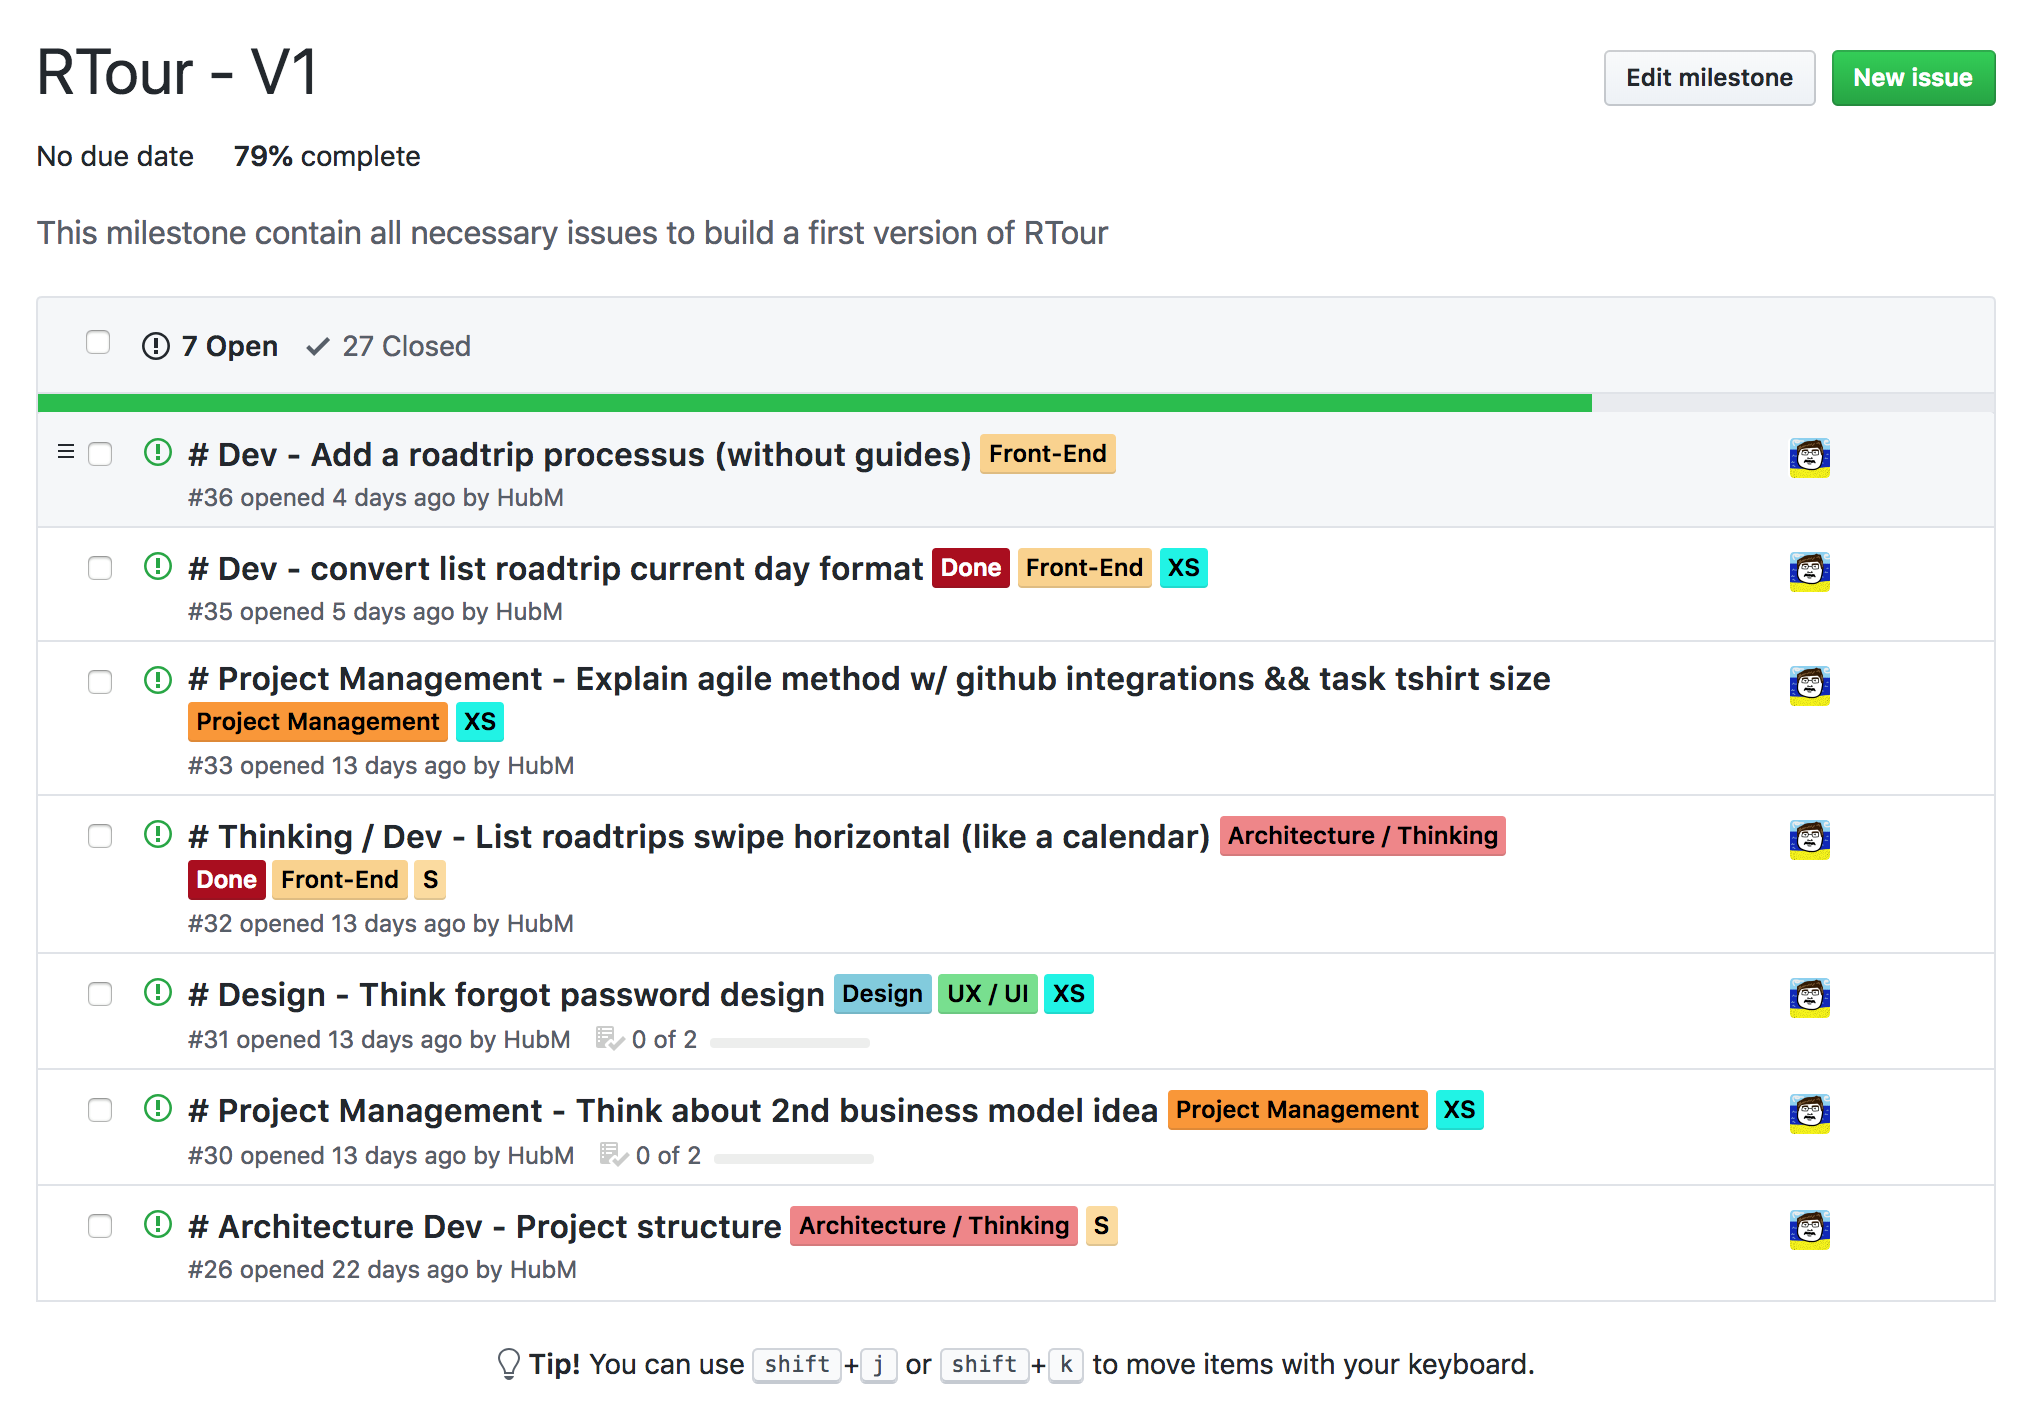 RTour - V1
Edit milestone
New issue
No due date 79% complete
This milestone contain all necessary issues to build a first version of RTour
7 Open 27 Closed
# Dev - Add a roadtrip processus (without guides) Front-End
#36 opened 4 days ago by HubM
# Dev - convert list roadtrip current day format Done Front-End XS
#35 opened 5 days ago by HubM
# Project Management - Explain agile method w/ github integrations && task tshirt size
Project Management XS
#33 opened 13 days ago by HubM
# Thinking / Dev - List roadtrips swipe horizontal (like a calendar) Architecture / Thinking
Done Front-End S
#32 opened 13 days ago by HubM
# Design - Think forgot password design Design UX / UI XS
#31 opened 13 days ago by HubM 0 of 2
# Project Management - Think about 2nd business model idea Project Management XS
#30 opened 13 days ago by HubM 0 of 2
# Architecture Dev - Project structure Architecture / Thinking S
#26 opened 22 days ago by HubM
Tip! You can use shift+j or shift+k to move items with your keyboard.